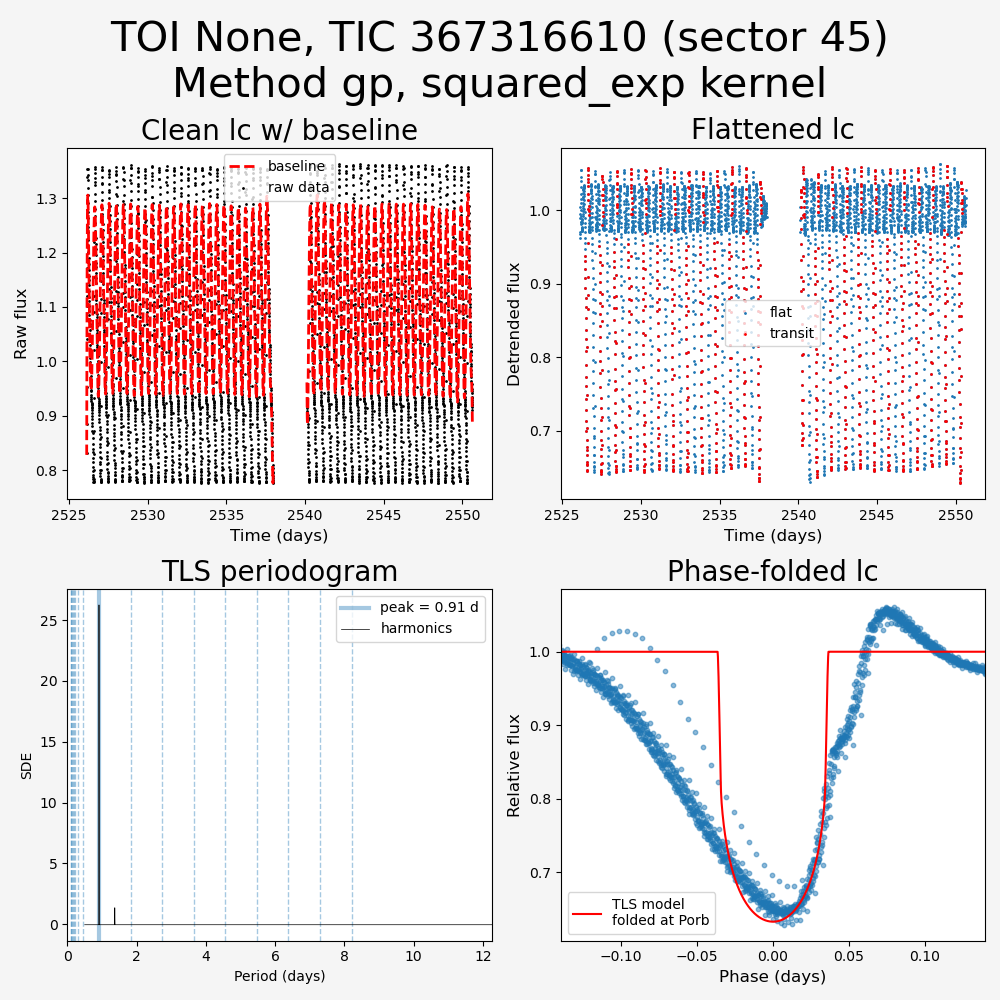 TOI None, TIC 367316610 (sector 45)
Method gp, squared_exp kernel
Clean lc w/ baseline
baseline
raw data
Raw flux
1.3
1.2
1.1
1.0
0.9
0.8
2525
2530
2535
2540
2545
2550
Time (days)
Flattened lc
flat
transit
Detrended flux
1.0
0.9
0.8
0.7
2525
2530
2535
2540
2545
2550
Time (days)
TLS periodogram
peak = 0.91 d
harmonics
SDE
25
20
15
10
5
0
0
2
4
6
8
10
12
Period (days)
Phase-folded lc
Relative flux
1.0
0.9
0.8
0.7
TLS model
folded at Porb
−0.10
−0.05
0.00
0.05
0.10
Phase (days)